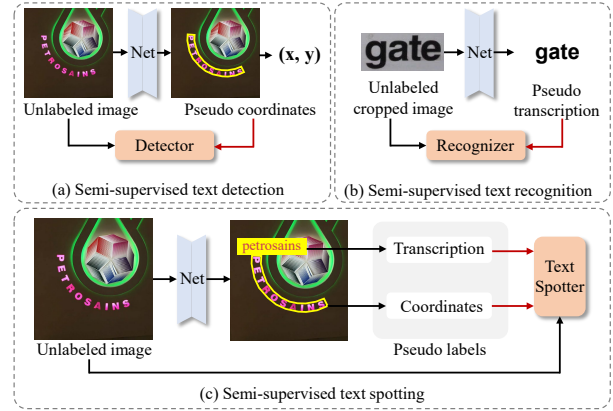 PETROSAINS
Net
PETROSAINS
(x, y)
Unlabeled image
Pseudo coordinates
Detector
(a) Semi-supervised text detection
gate
Net
gate
Unlabeled
cropped image
Pseudo
transcription
Recognizer
(b) Semi-supervised text recognition
PETROSAINS
Net
petrosains
PETROSAINS
Transcription
Coordinates
Text
Spotter
Unlabeled image
Pseudo labels
(c) Semi-supervised text spotting